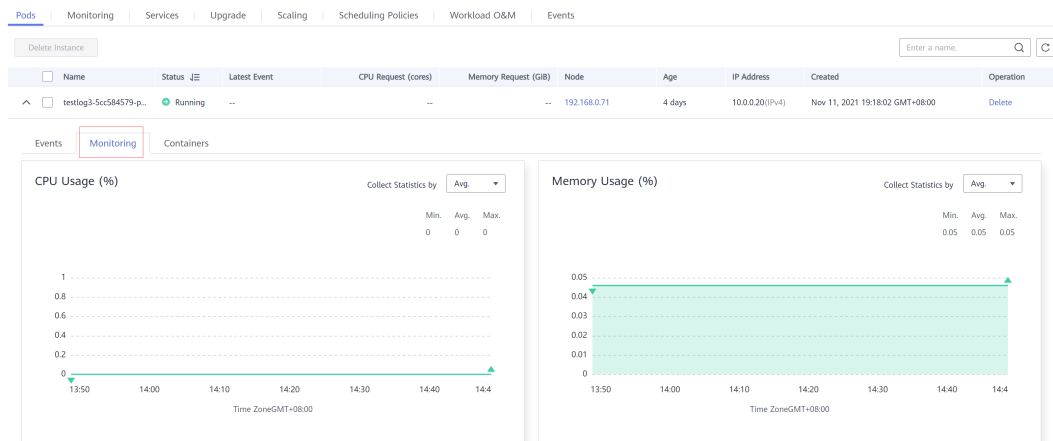 Pods Monitoring Services Upgrade Scaling Scheduling Policies Workload O&M Events
Delete Instance Enter a name.
Name Status Latest Event CPU Request (cores) Memory Request (GiB) Node Age IP Address Created Operation
testlog3-5cc584579-p... Running -- -- -- 192.168.0.71 4 days 10.0.0.20(IPv4) Nov 11, 2021 19:18:02 GMT+08:00 Delete
Events Monitoring Containers
CPU Usage (%) Collect Statistics by Avg.
Min. Avg. Max.
0 0 0
1
0.8
0.6
0.4
0.2
0
13:50 14:00 14:10 14:20 14:30 14:40 14:4
Time ZoneGMT+08:00
Memory Usage (%) Collect Statistics by Avg.
Min. Avg. Max.
0.05 0.05 0.05
0.05
0.04
0.03
0.02
0.01
0
13:50 14:00 14:10 14:20 14:30 14:40 14:4
Time ZoneGMT+08:00